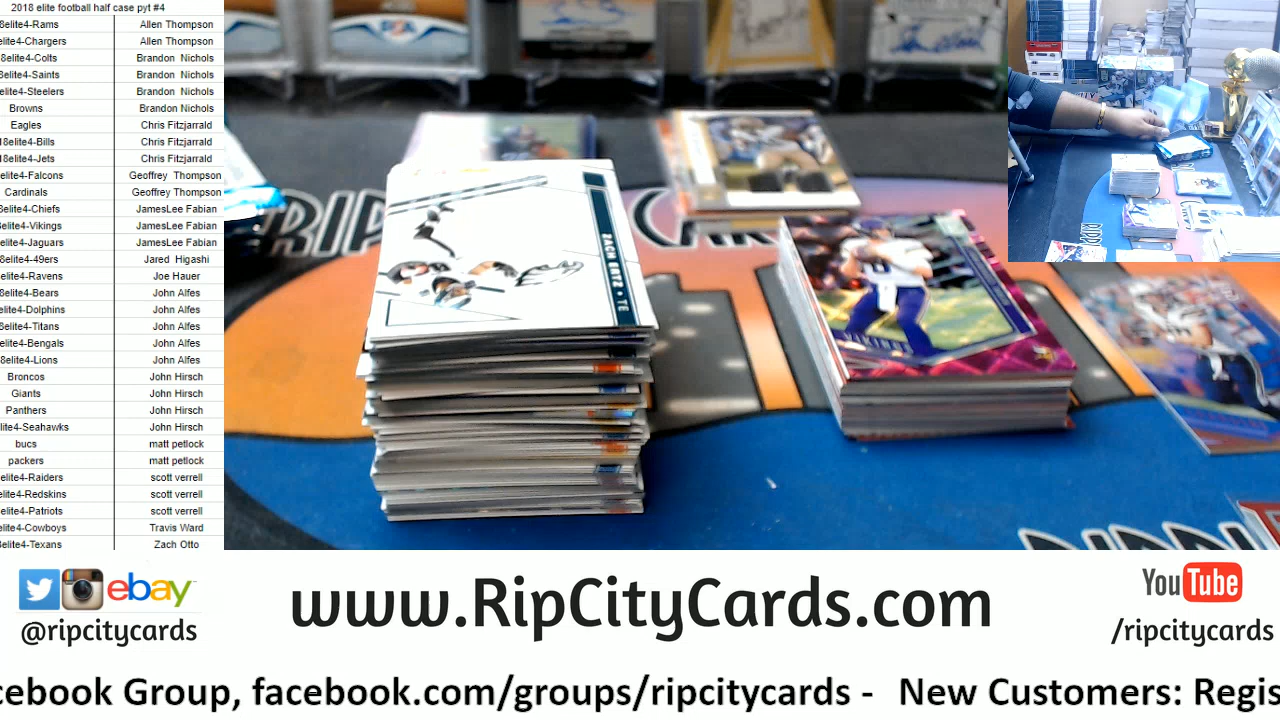 2018 elite football half case pyt #4
8elite4-Rams Allen Thompson
elite4-Chargers Allen Thompson
8elite4-Colts Brandon Nichols
8elite4-Saints Brandon Nichols
elite4-Steelers Brandon Nichols
Browns Brandon Nichols
Eagles Chris Fitzjarrald
18elite4-Bills Chris Fitzjarrald
18elite4-Jets Chris Fitzjarrald
elite4-Falcons Geoffrey Thompson
Cardinals Geoffrey Thompson
8elite4-Chiefs JamesLee Fabian
elite4-Vikings JamesLee Fabian
elite4-Jaguars JamesLee Fabian
8elite4-49ers Jared Higashi
elite4-Ravens Joe Hauer
8elite4-Bears John Alfes
elite4-Dolphins John Alfes
8elite4-Titans John Alfes
elite4-Bengals John Alfes
8elite4-Lions John Alfes
Broncos John Hirsch
Giants John Hirsch
Panthers John Hirsch
lite4-Seahawks John Hirsch
bucs matt petlock
packers matt petlock
elite4-Raiders scott verrell
elite4-Redskins scott verrell
elite4-Patriots scott verrell
elite4-Cowboys Travis Ward
8elite4-Texans Zach Otto
ZACH ERTZ • TE
VIKINGS
RIP
ebay
@ripcitycards
www.RipCityCards.com
YouTube
/ripcitycards
cebook Group, facebook.com/groups/ripcitycards - New Customers: Regis